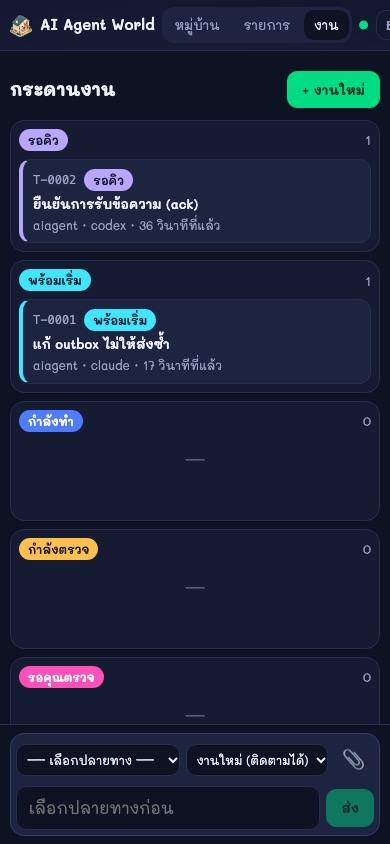 AI Agent World หมู่บ้าน รายการ งาน
กระดานงาน + งานใหม่
รอคิว 1
T-0002 รอคิว
ยืนยันการรับข้อความ (ack)
aiagent · codex · 36 วินาทีที่แล้ว
พร้อมเริ่ม 1
T-0001 พร้อมเริ่ม
แก้ outbox ไม่ให้ส่งซ้ำ
aiagent · claude · 17 วินาทีที่แล้ว
กำลังทำ 0
—
กำลังตรวจ 0
—
รอคุณตรวจ 0
—
— เลือกปลายทาง — งานใหม่ (ติดตามได้)
เลือกปลายทางก่อน ส่ง